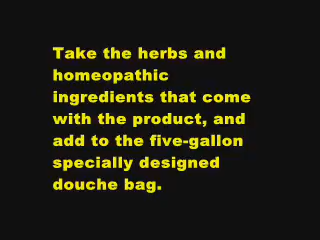 Take the herbs and
homeopathic
ingredients that come
with the product, and
add to the five-gallon
specially designed
douche bag.